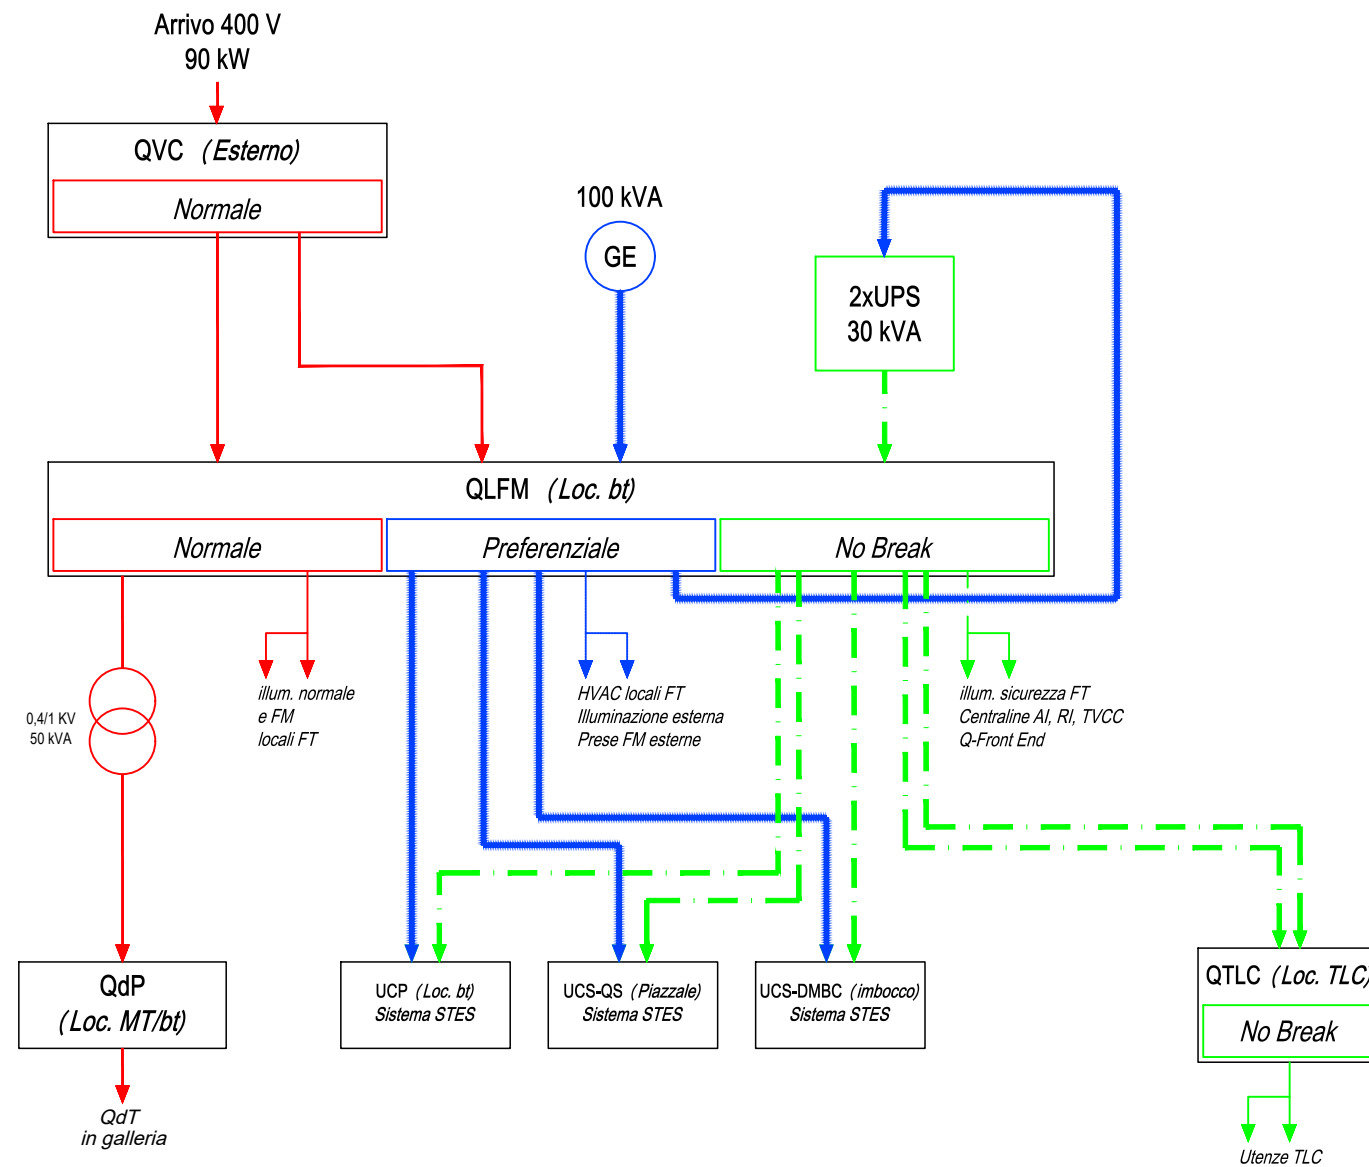 Arrivo 400 V
90 kW
QVC (Esterno)
Normale
100 kVA
GE
2xUPS
30 kVA
QLFM (Loc. bt)
Normale
Preferenziale
No Break
0,4/1 KV
50 kVA
illum. normale
e FM
locali FT
HVAC locali FT
Illuminazione esterna
Prese FM esterne
illum. sicurezza FT
Centraline AI, RI, TVCC
Q-Front End
QdP
(Loc. MT/bt)
UCP (Loc. bt)
Sistema STES
UCS-QS (Piazzale)
Sistema STES
UCS-DMBC (imbocco)
Sistema STES
QTLC (Loc. TLC)
No Break
QdT
in galleria
Utenze TLC